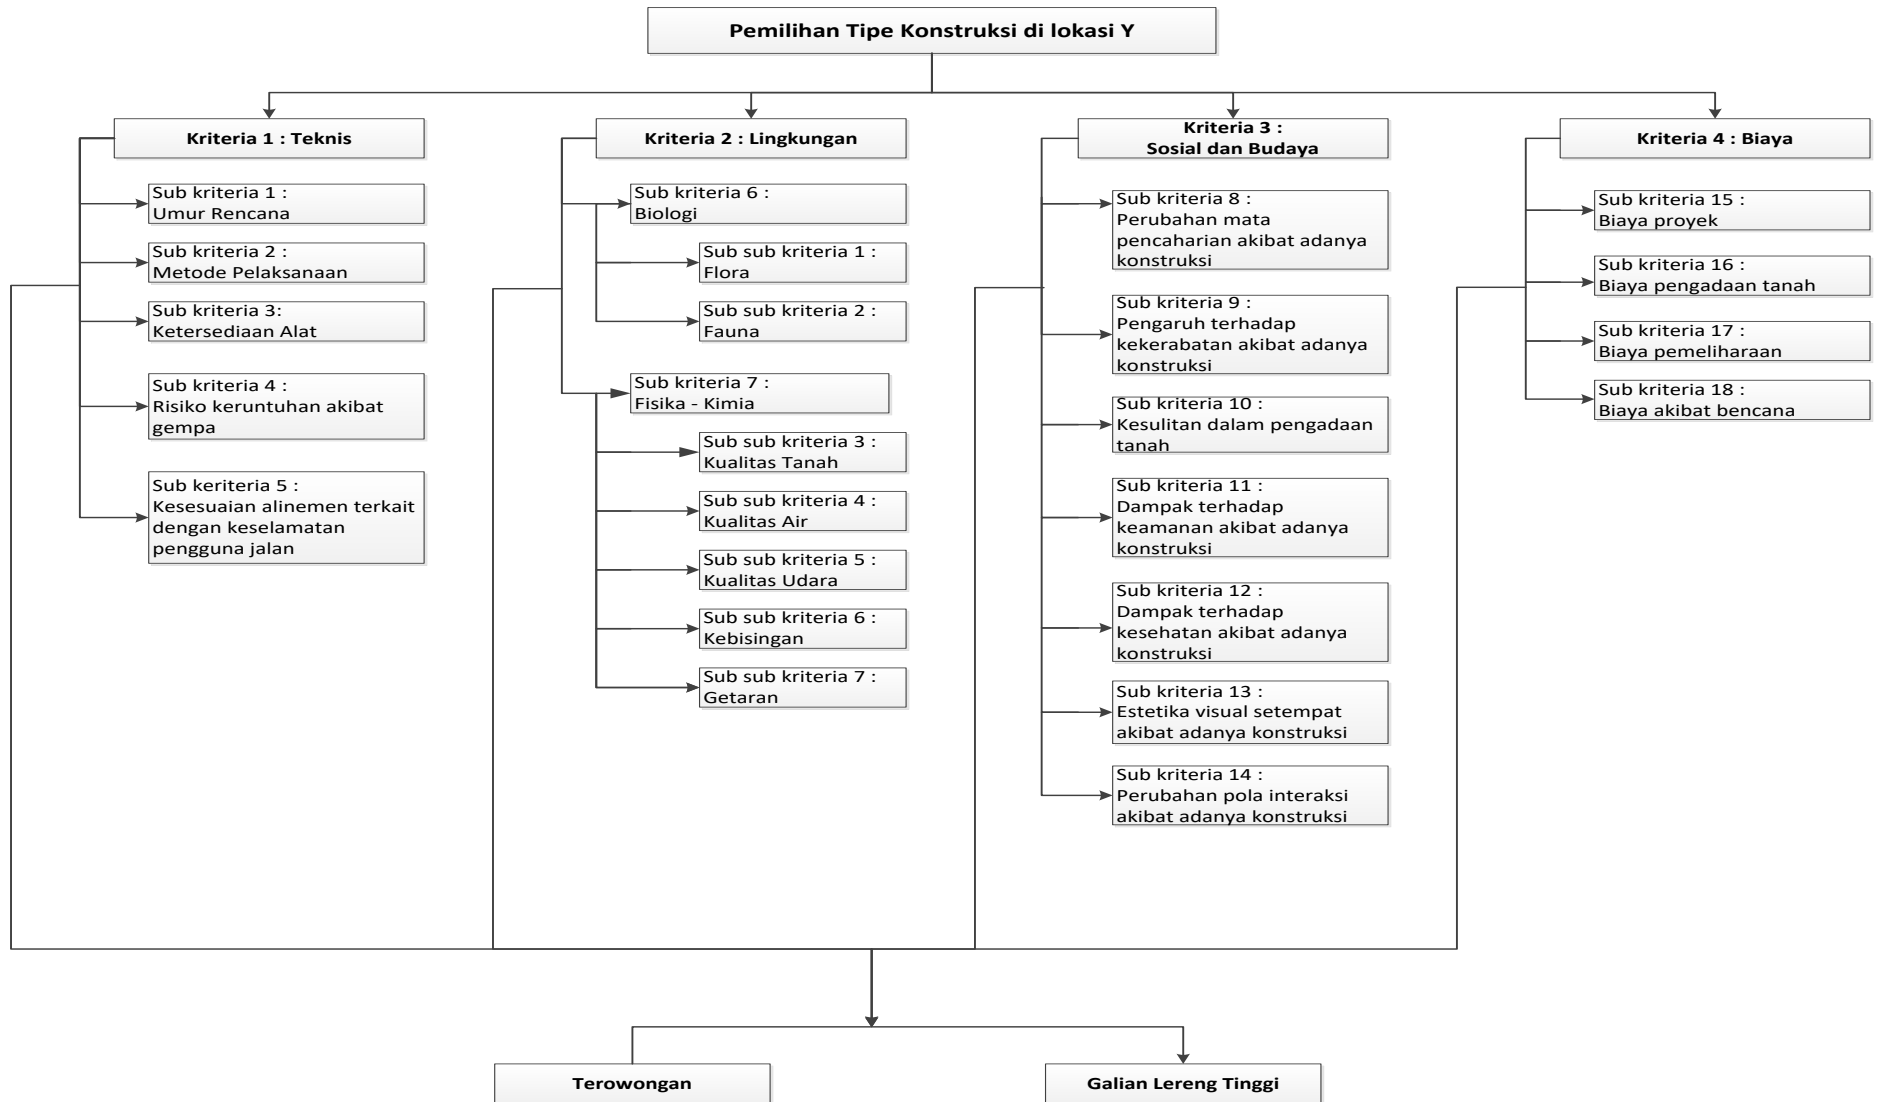 Pemilihan Tipe Konstruksi di lokasi Y
Kriteria 1 : Teknis
Sub kriteria 1 :
Umur Rencana
Sub kriteria 2 :
Metode Pelaksanaan
Sub kriteria 3:
Ketersediaan Alat
Sub kriteria 4 :
Risiko keruntuhan akibat
gempa
Sub keriteria 5 :
Kesesuaian alinemen terkait
dengan keselamatan
pengguna jalan
Kriteria 2 : Lingkungan
Sub kriteria 6 :
Biologi
Sub sub kriteria 1 :
Flora
Sub sub kriteria 2 :
Fauna
Sub kriteria 7 :
Fisika - Kimia
Sub sub kriteria 3 :
Kualitas Tanah
Sub sub kriteria 4 :
Kualitas Air
Sub sub kriteria 5 :
Kualitas Udara
Sub sub kriteria 6 :
Kebisingan
Sub sub kriteria 7 :
Getaran
Kriteria 3 :
Sosial dan Budaya
Sub kriteria 8 :
Perubahan mata
pencaharian akibat adanya
konstruksi
Sub kriteria 9 :
Pengaruh terhadap
kekerabatan akibat adanya
konstruksi
Sub kriteria 10 :
Kesulitan dalam pengadaan
tanah
Sub kriteria 11 :
Dampak terhadap
keamanan akibat adanya
konstruksi
Sub kriteria 12 :
Dampak terhadap
kesehatan akibat adanya
konstruksi
Sub kriteria 13 :
Estetika visual setempat
akibat adanya konstruksi
Sub kriteria 14 :
Perubahan pola interaksi
akibat adanya konstruksi
Kriteria 4 : Biaya
Sub kriteria 15 :
Biaya proyek
Sub kriteria 16 :
Biaya pengadaan tanah
Sub kriteria 17 :
Biaya pemeliharaan
Sub kriteria 18 :
Biaya akibat bencana
Terowongan
Galian Lereng Tinggi